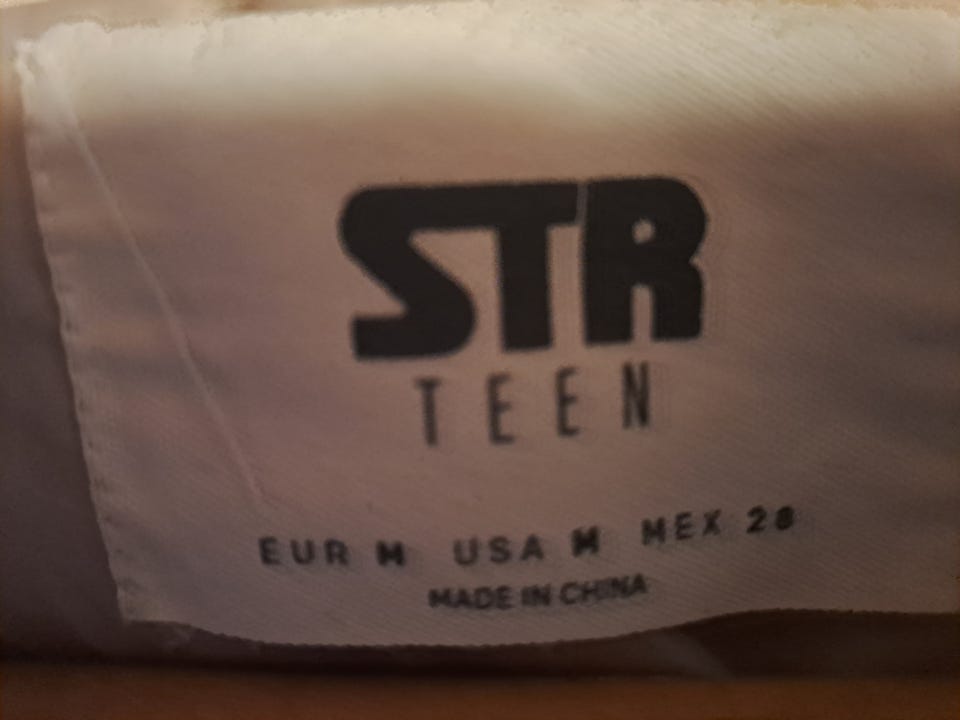 STR
TEEN
EUR M USA M MEX 28
MADE IN CHINA